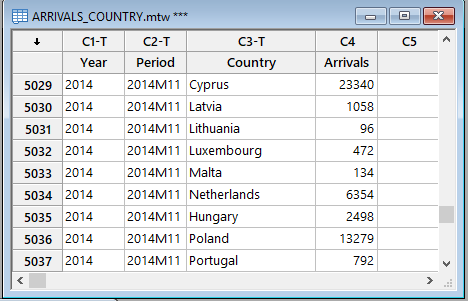 ARRIVALS_COUNTRY.mtw ***
C1-T C2-T C3-T C4 C5
Year Period Country Arrivals
5029 2014 2014M11 Cyprus 23340
5030 2014 2014M11 Latvia 1058
5031 2014 2014M11 Lithuania 96
5032 2014 2014M11 Luxembourg 472
5033 2014 2014M11 Malta 134
5034 2014 2014M11 Netherlands 6354
5035 2014 2014M11 Hungary 2498
5036 2014 2014M11 Poland 13279
5037 2014 2014M11 Portugal 792